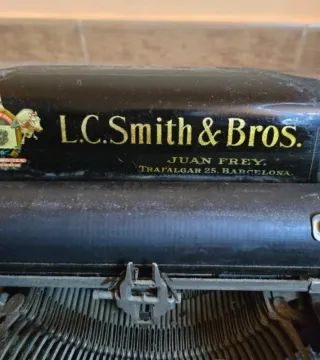 L.C.Smith & Bros.
JUAN FREY.
TRAFALGAR 25, BARCELONA.